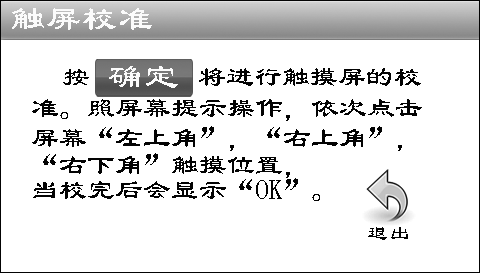 触屏校准
按 确定 将进行触摸屏的校
准。照屏幕提示操作，依次点击
屏幕“左上角”，“右上角”，
“右下角”触摸位置，
当校完后会显示“OK”。
退出